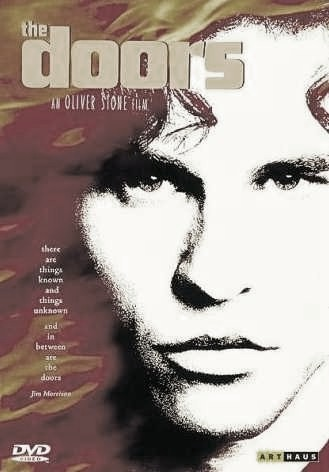 the
doors
AN OLIVER STONE FILM
there
are
things
known
and
things
unknown
and
in
between
are
the
doors
Jim Morrison
DVD
VIDEO
ARTHAUS